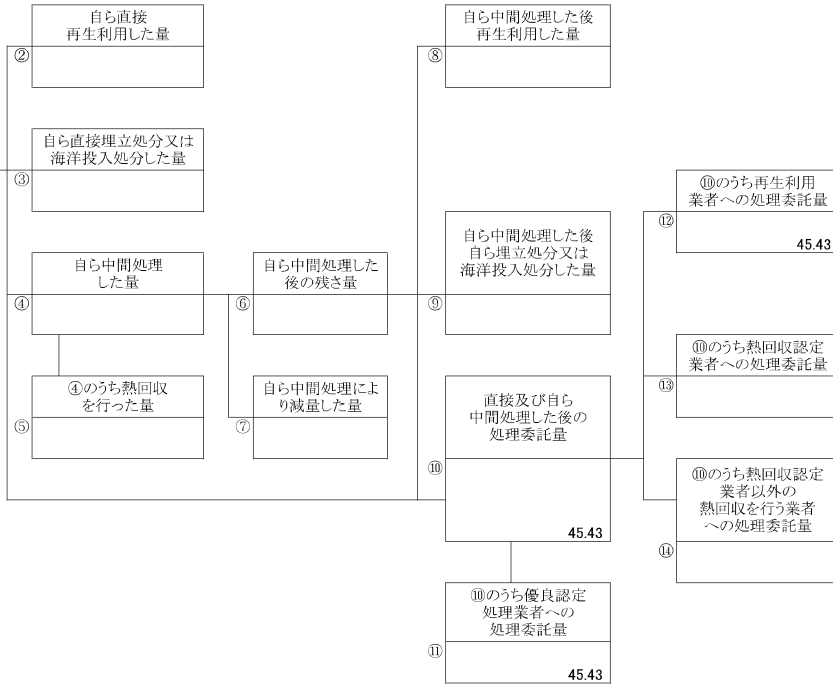 自ら直接
再生利用した量
②
自ら直接埋立処分又は
海洋投入処分した量
③
自ら中間処理
した量
④
④のうち熱回収
を行った量
⑤
自ら中間処理した
後の残さ量
⑥
自ら中間処理によ
り減量した量
⑦
自ら中間処理した後
再生利用した量
⑧
自ら中間処理した後
自ら埋立処分又は
海洋投入処分した量
⑨
直接及び自ら
中間処理した後の
処理委託量
⑩
45.43
⑩のうち優良認定
処理業者への
処理委託量
⑪
45.43
⑩のうち再生利用
業者への処理委託量
⑫
45.43
⑩のうち熱回収認定
業者への処理委託量
⑬
⑩のうち熱回収認定
業者以外の
熱回収を行う業者
への処理委託量
⑭